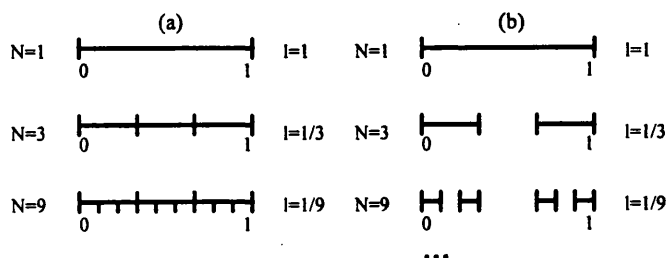 (a) (b)
N=1 l=1 N=1 l=1
0 1 0 1
N=3 l=1/3 N=3 l=1/3
0 1 0 1
N=9 l=1/9 N=9 l=1/9
0 1 0 1
...